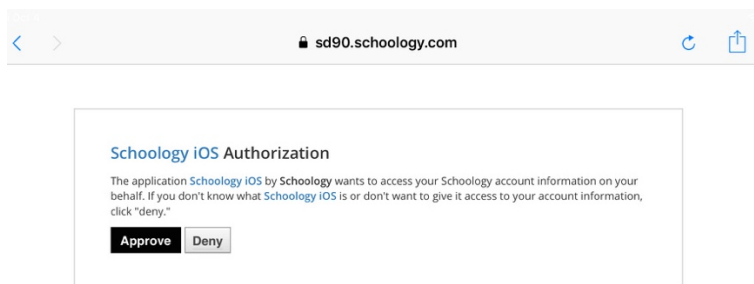 sd90.schoology.com
Schoology iOS Authorization
The application Schoology iOS by Schoology wants to access your Schoology account information on your
behalf. If you don't know what Schoology iOS is or don't want to give it access to your account information,
click "deny."
Approve Deny